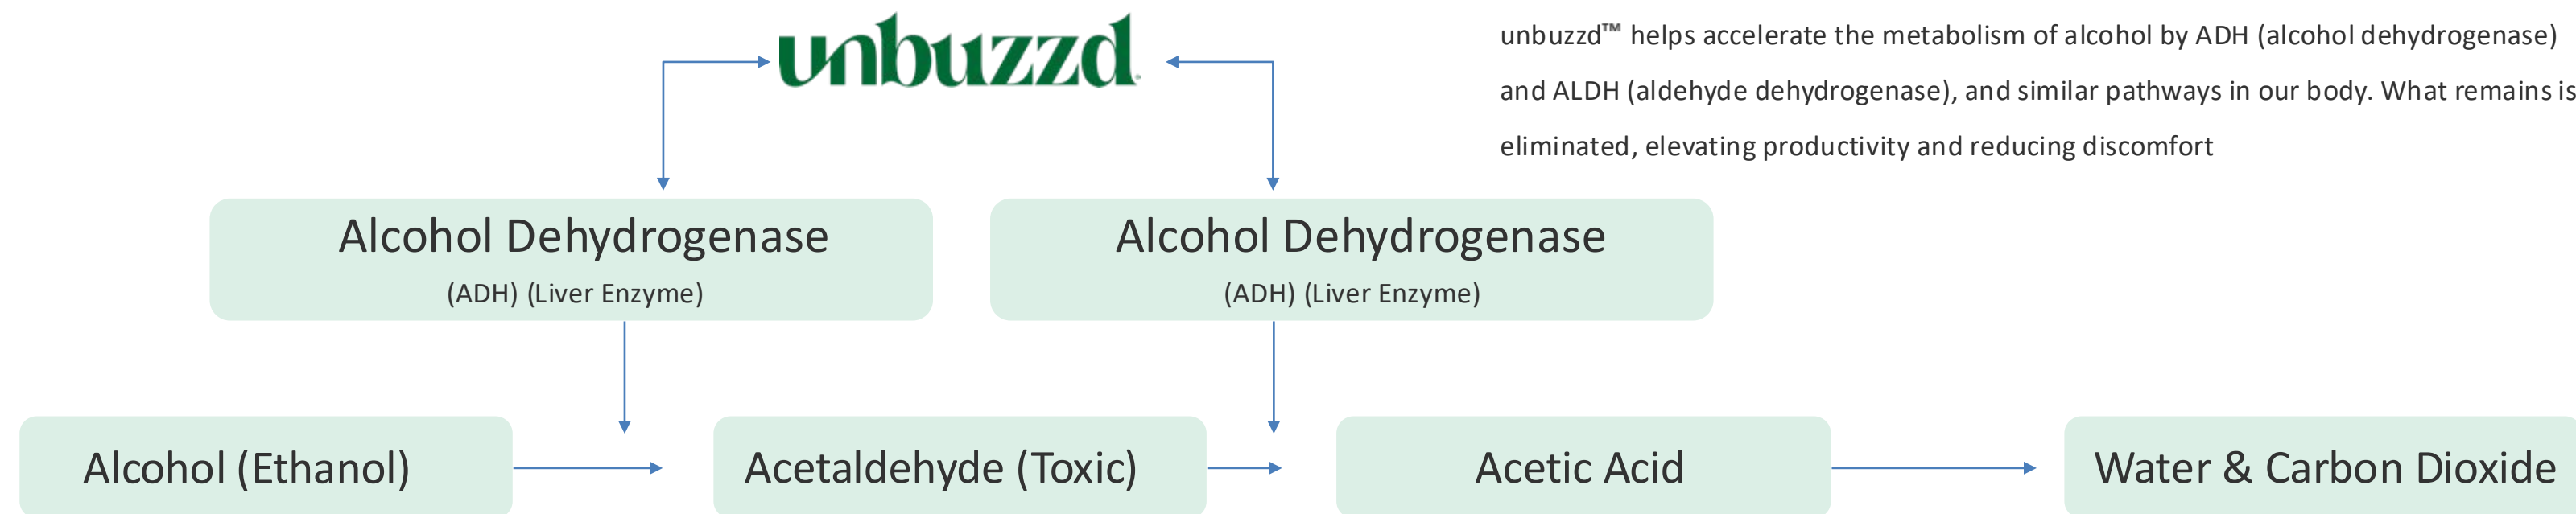 unbuzzd
unbuzzd™ helps accelerate the metabolism of alcohol by ADH (alcohol dehydrogenase)
and ALDH (aldehyde dehydrogenase), and similar pathways in our body. What remains is
eliminated, elevating productivity and reducing discomfort
Alcohol Dehydrogenase
(ADH) (Liver Enzyme)
Alcohol Dehydrogenase
(ADH) (Liver Enzyme)
Alcohol (Ethanol)
Acetaldehyde (Toxic)
Acetic Acid
Water & Carbon Dioxide